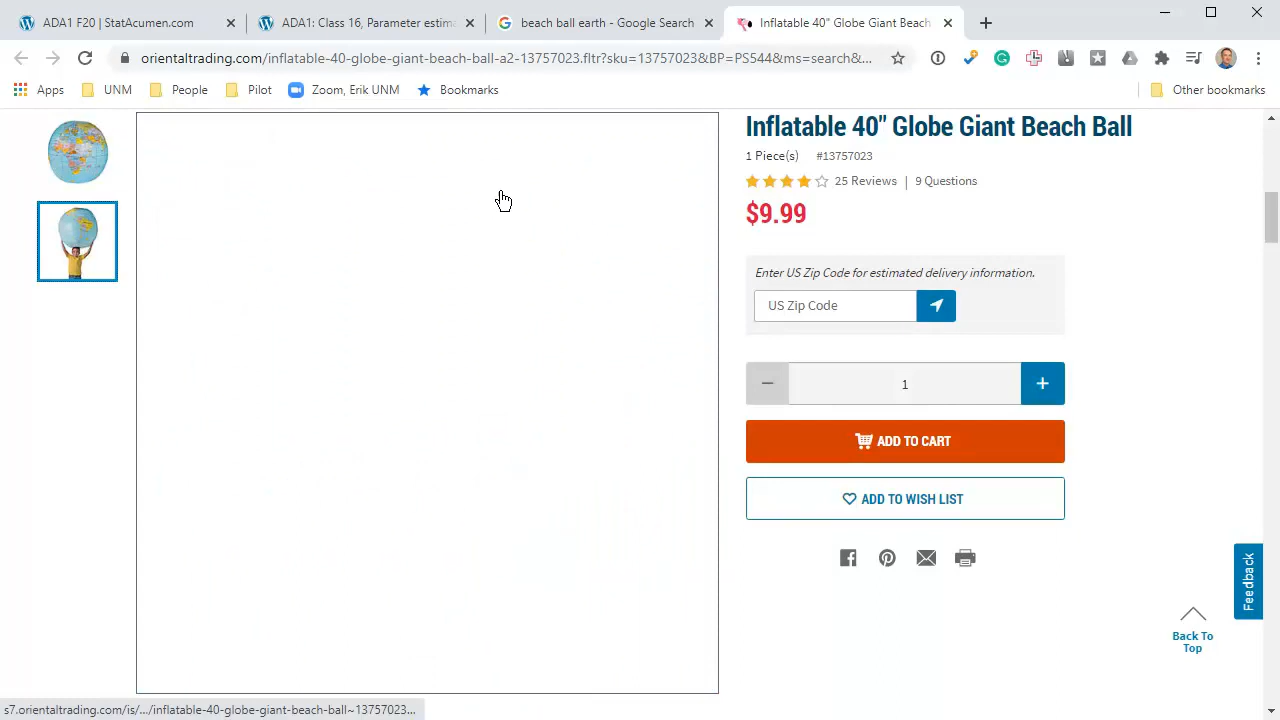 ADA1 F20 | StatAcumen.com
ADA1: Class 16, Parameter estima
beach ball earth - Google Search
Inflatable 40" Globe Giant Beach
orientaltrading.com/inflatable-40-globe-giant-beach-ball-a2-13757023.fltr?sku=13757023&BP=PS544&ms=search&...
Apps
UNM
People
Pilot
Zoom, Erik UNM
Bookmarks
Other bookmarks
Inflatable 40" Globe Giant Beach Ball
1 Piece(s) #13757023
25 Reviews | 9 Questions
$9.99
Enter US Zip Code for estimated delivery information.
US Zip Code
1
ADD TO CART
ADD TO WISH LIST
Feedback
Back To
Top
s7.orientaltrading.com/is/.../inflatable-40-globe-giant-beach-ball~13757023...